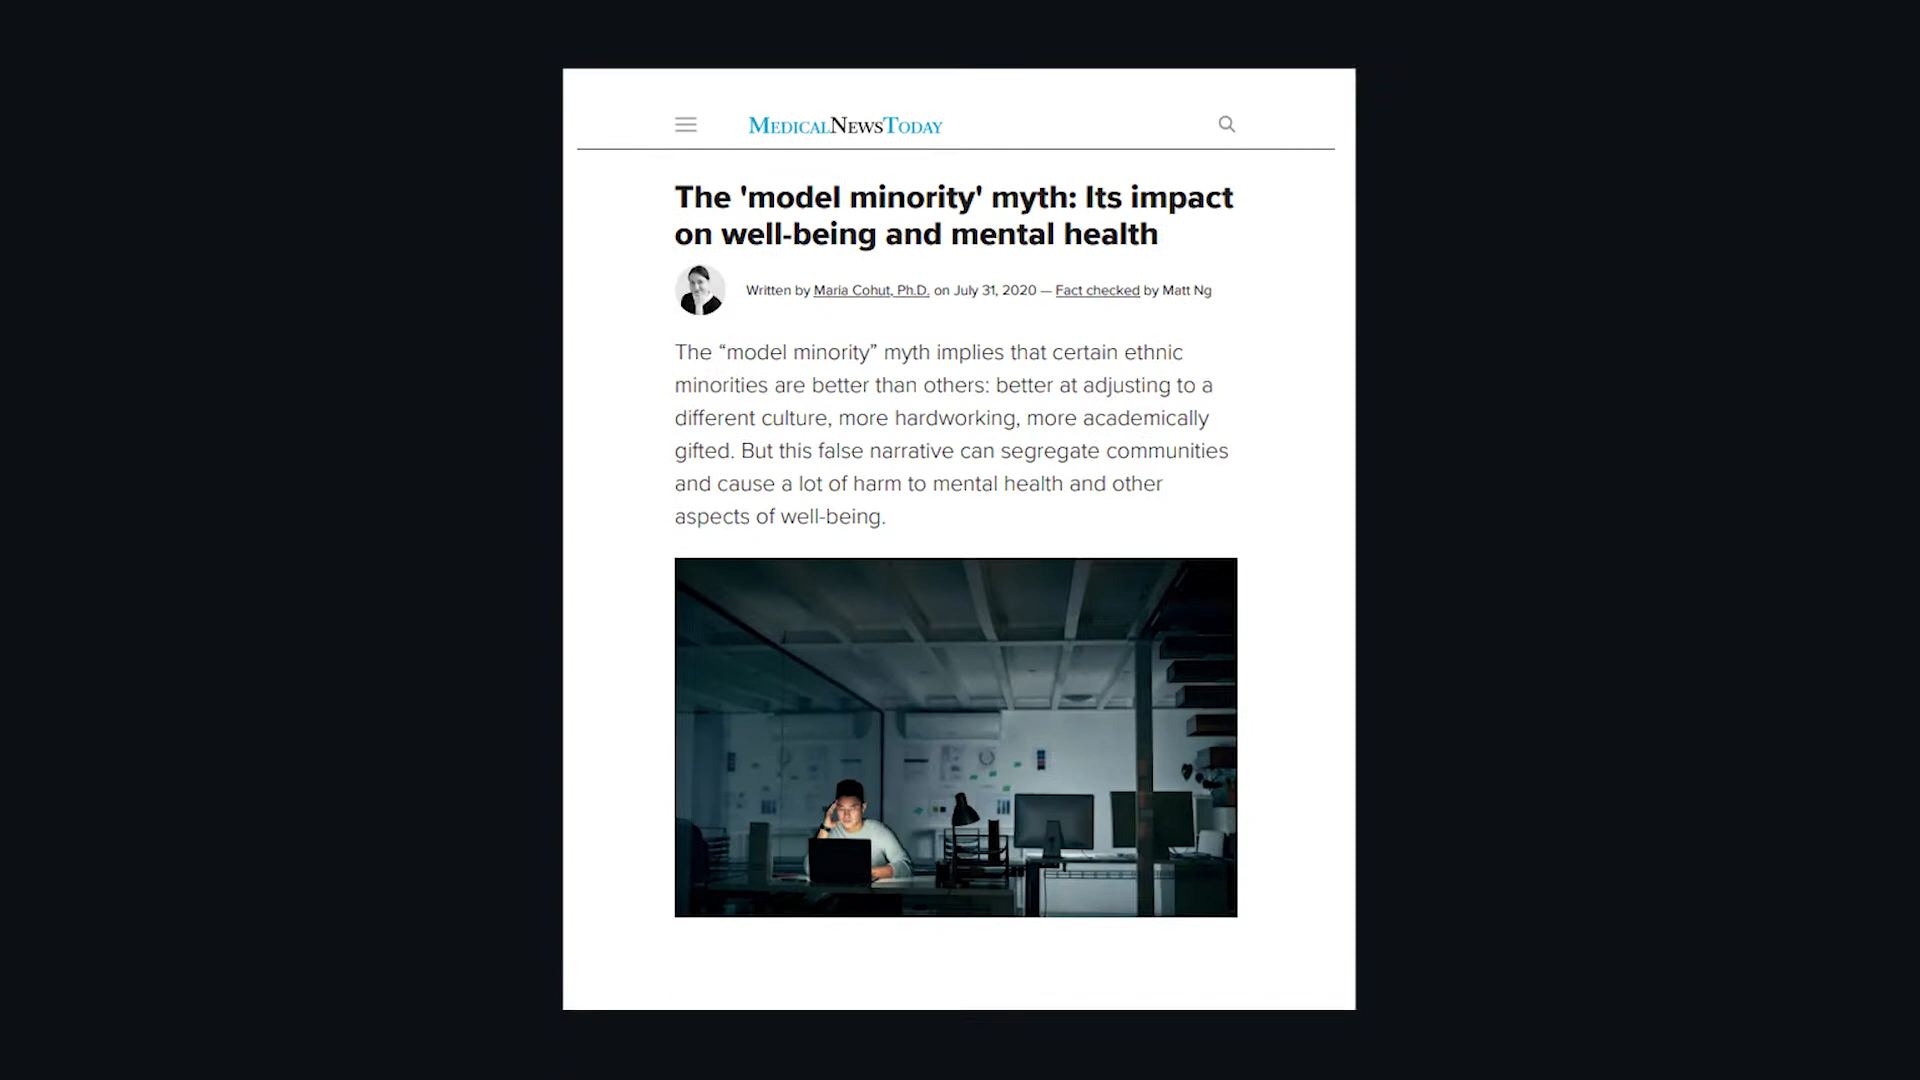 MEDICALNEWSTODAY
The 'model minority' myth: Its impact
on well-being and mental health
Written by Maria Cohut, Ph.D. on July 31, 2020 — Fact checked by Matt Ng
The “model minority” myth implies that certain ethnic
minorities are better than others: better at adjusting to a
different culture, more hardworking, more academically
gifted. But this false narrative can segregate communities
and cause a lot of harm to mental health and other
aspects of well-being.